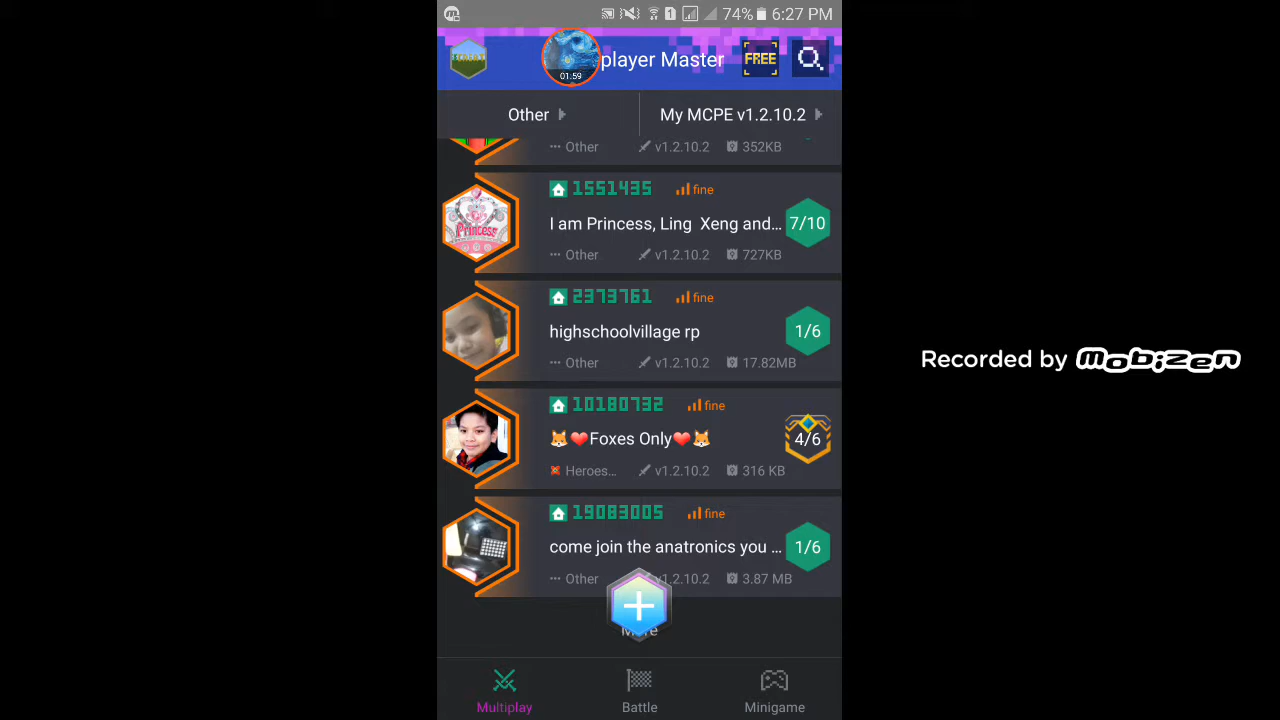 1 74% 6:27 PM
01:59
player Master
FREE
Other
My MCPE v1.2.10.2
Other v1.2.10.2 352KB
1551435 fine
Princess
I am Princess, Ling Xeng and...
7/10
Other v1.2.10.2 727KB
2373761 fine
highschoolvillage rp
1/6
Other v1.2.10.2 17.82MB
10180732 fine
🦊❤️Foxes Only❤️🦊
4/6
Heroes... v1.2.10.2 316 KB
19083005 fine
come join the anatronics you ...
1/6
Other v1.2.10.2 3.87 MB
More
Multiplay
Battle
Minigame
Recorded by mobizen